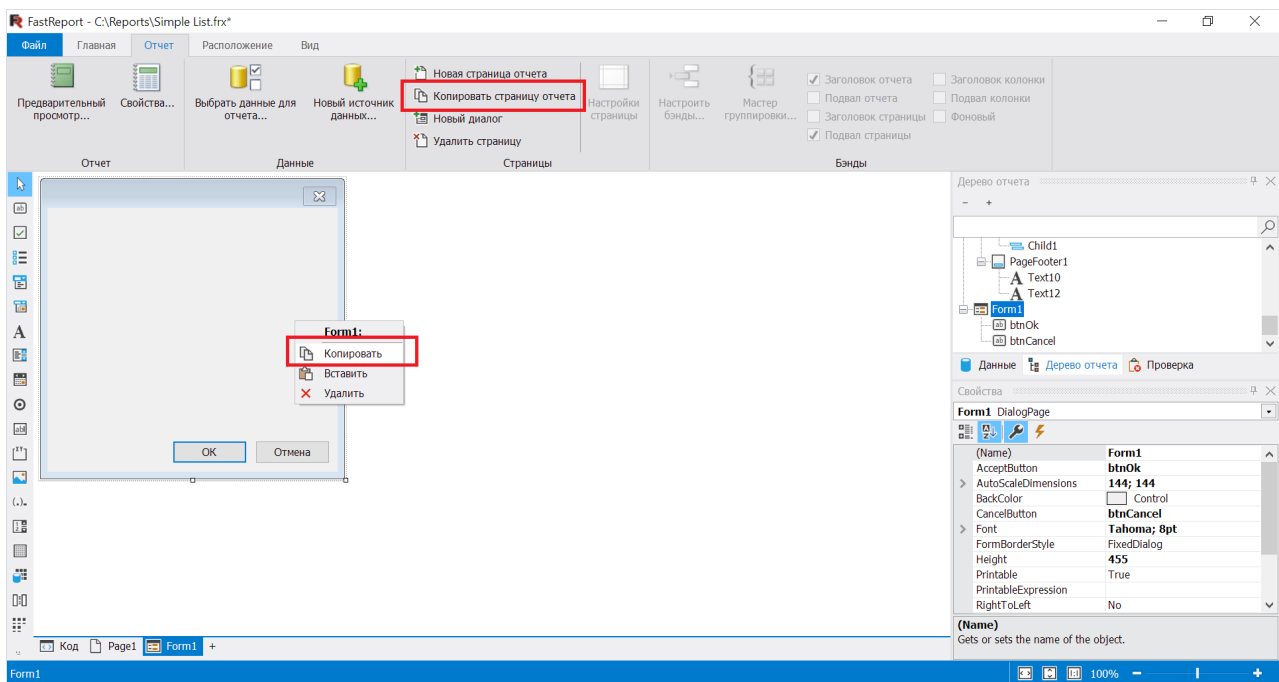 FastReport - C:\Reports\Simple List.frx*
Файл Главная Отчет Расположение Вид
Предварительный просмотр...
Свойства...
Отчет
Выбрать данные для отчета...
Новый источник данных...
Данные
Новая страница отчета
Копировать страницу отчета
Новый диалог
Удалить страницу
Настройки страницы
Страницы
Настроить бэнды...
Мастер группировки...
Заголовок отчета
Подвал отчета
Заголовок страницы
Подвал страницы
Заголовок колонки
Подвал колонки
Фоновый
Бэнды
Form1:
Копировать
Вставить
Удалить
OK Отмена
Дерево отчета
Child1
PageFooter1
Text10
Text12
Form1
btnOk
btnCancel
Данные Дерево отчета Проверка
Свойства
Form1 DialogPage
(Name) Form1
AcceptButton btnOk
AutoScaleDimensions 144; 144
BackColor Control
CancelButton btnCancel
Font Tahoma; 8pt
FormBorderStyle FixedDialog
Height 455
Printable True
PrintableExpression
RightToLeft No
(Name)
Gets or sets the name of the object.
Код Page1 Form1 +
Form1 100%